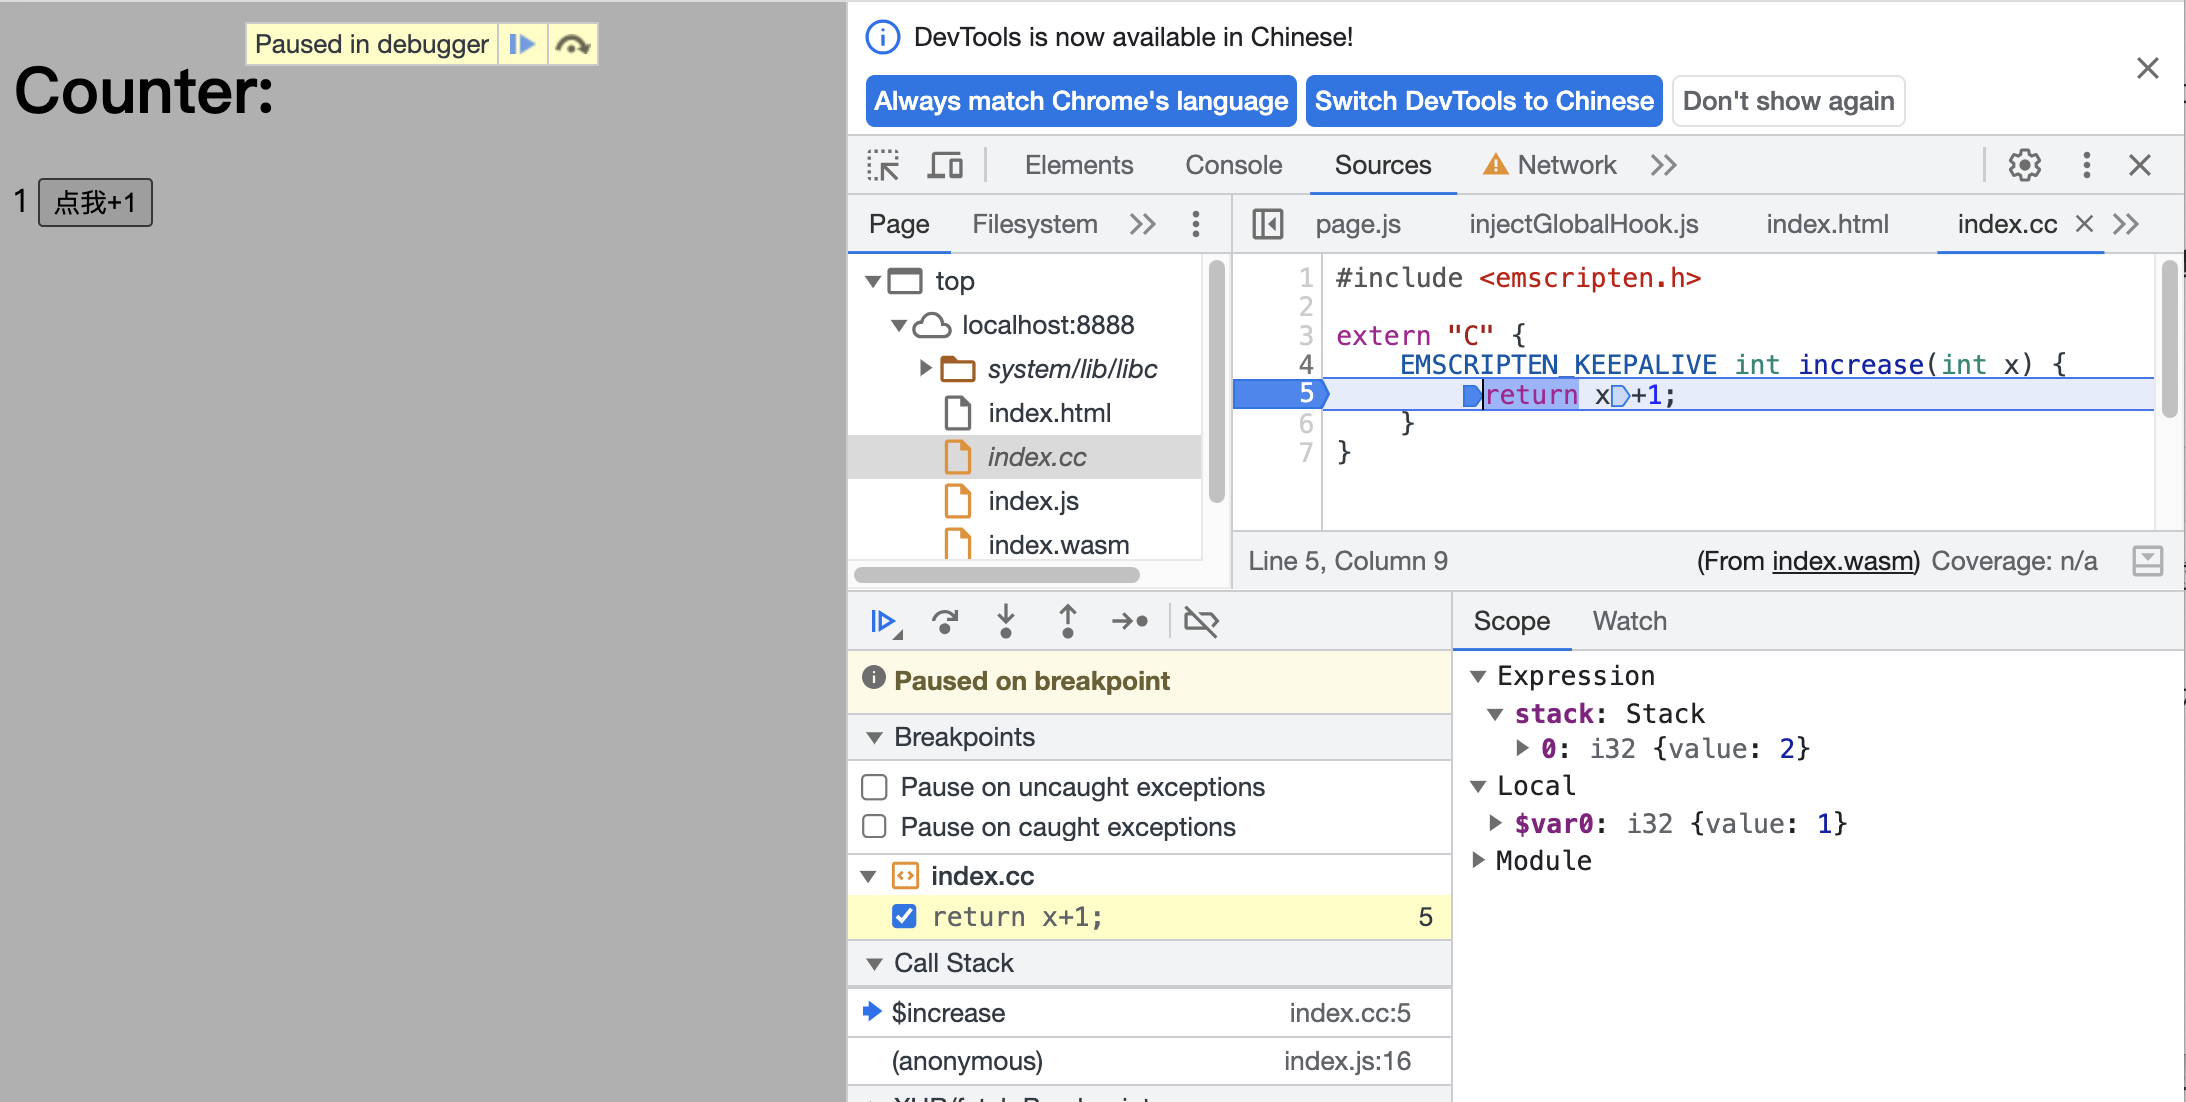 Paused in debugger
Counter:
1 点我+1
DevTools is now available in Chinese!
Always match Chrome's language
Switch DevTools to Chinese
Don't show again
Elements
Console
Sources
Network
Page
Filesystem
page.js
injectGlobalHook.js
index.html
index.cc
top
localhost:8888
system/lib/libc
index.html
index.cc
index.js
index.wasm
1 #include <emscripten.h>
2
3 extern "C" {
4 EMSCRIPTEN_KEEPALIVE int increase(int x) {
5 return x+1;
6 }
7 }
Line 5, Column 9
(From index.wasm) Coverage: n/a
Paused on breakpoint
Breakpoints
Pause on uncaught exceptions
Pause on caught exceptions
index.cc
return x+1; 5
Call Stack
$increase index.cc:5
(anonymous) index.js:16
Scope
Watch
Expression
stack: Stack
0: i32 {value: 2}
Local
$var0: i32 {value: 1}
Module